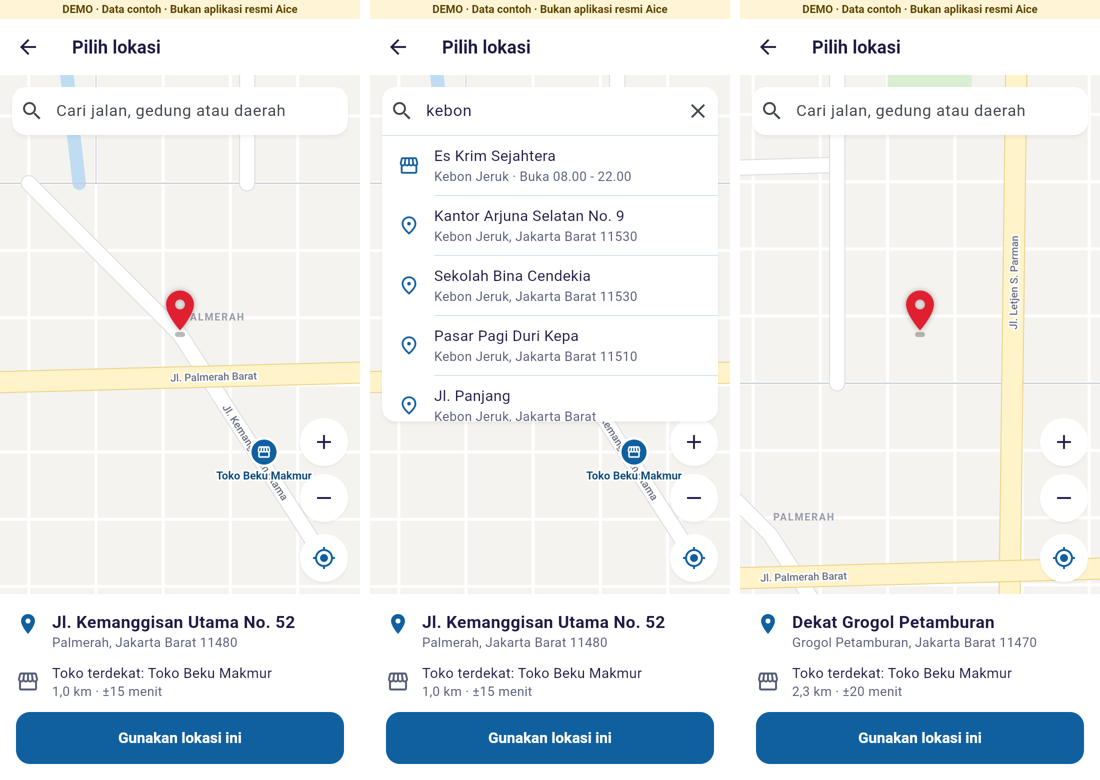 DEMO · Data contoh · Bukan aplikasi resmi Aice
Pilih lokasi
Cari jalan, gedung atau daerah
ALMERAH
Jl. Palmerah Barat
Jl. Kemang
Toko Beku Makmur
tama
Jl. Kemanggisan Utama No. 52
Palmerah, Jakarta Barat 11480
Toko terdekat: Toko Beku Makmur
1,0 km · ±15 menit
Gunakan lokasi ini
DEMO · Data contoh · Bukan aplikasi resmi Aice
Pilih lokasi
kebon
Es Krim Sejahtera
Kebon Jeruk · Buka 08.00 - 22.00
Kantor Arjuna Selatan No. 9
Kebon Jeruk, Jakarta Barat 11530
Sekolah Bina Cendekia
Kebon Jeruk, Jakarta Barat 11530
Pasar Pagi Duri Kepa
Kebon Jeruk, Jakarta Barat 11510
Jl. Panjang
Kebon Jeruk, Jakarta Barat
emang
Toko Beku Makmur
tama
Jl. Kemanggisan Utama No. 52
Palmerah, Jakarta Barat 11480
Toko terdekat: Toko Beku Makmur
1,0 km · ±15 menit
Gunakan lokasi ini
DEMO · Data contoh · Bukan aplikasi resmi Aice
Pilih lokasi
Cari jalan, gedung atau daerah
Jl. Letjen S. Parman
PALMERAH
Jl. Palmerah Barat
Dekat Grogol Petamburan
Grogol Petamburan, Jakarta Barat 11470
Toko terdekat: Toko Beku Makmur
2,3 km · ±20 menit
Gunakan lokasi ini